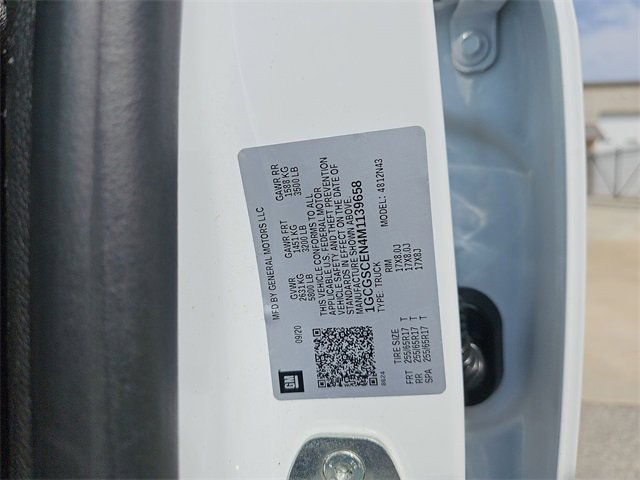 GM
MFD BY GENERAL MOTORS LLC
09/20 GVWR GAWR FRT GAWR RR
2631 KG 1451 KG 1588 KG
5800 LB 3200 LB 3500 LB
THIS VEHICLE CONFORMS TO ALL
APPLICABLE U.S. FEDERAL MOTOR
VEHICLE SAFETY AND THEFT PREVENTION
STANDARDS IN EFFECT ON THE DATE OF
MANUFACTURE SHOWN ABOVE.
1GCGSCEN4M1139658
TYPE: TRUCK MODEL: 4812N43
8624
TIRE SIZE RIM
FRT 255/65R17 T 17X8.0J
RR 255/65R17 T 17X8.0J
SPA 255/65R17 T 17X8J